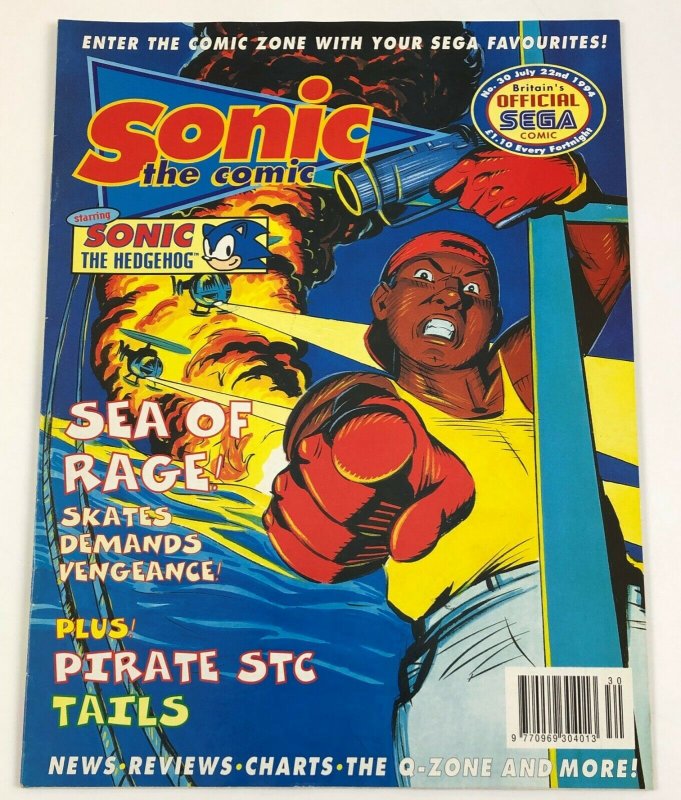 ENTER THE COMIC ZONE WITH YOUR SEGA FAVOURITES!
Sonic
the comic
No. 30 July 22nd 1994
Britain's
OFFICIAL
SEGA
COMIC
£1.10 Every Fortnight
starring
SONIC
THE HEDGEHOG™
SEA OF
RAGE!
SKATES
DEMANDS
VENGEANCE!
PLUS!
PIRATE STC
TAILS
30
9 770969 304013
NEWS•REVIEWS•CHARTS•THE Q-ZONE AND MORE!